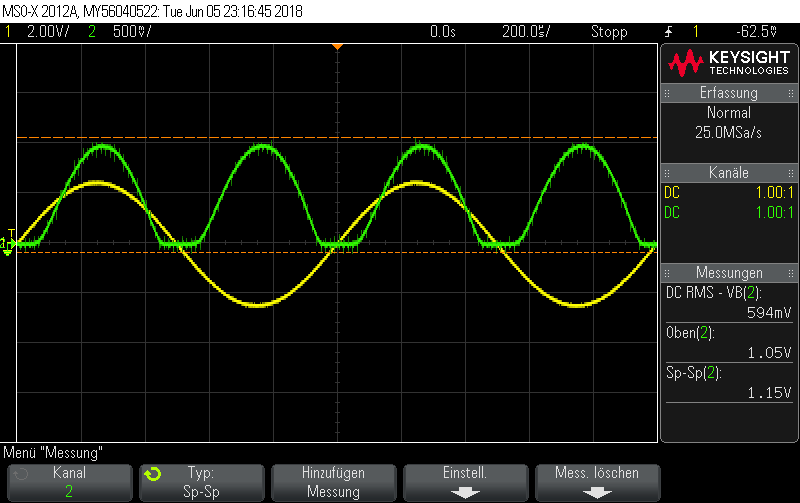 MSO-X 2012A, MY56040522: Tue Jun 05 23:16:45 2018
1 2.00V/ 2 500mV/ 0.0s 200.0us/ Stopp 1 -62.5mV
KEYSIGHT
TECHNOLOGIES
Erfassung
Normal
25.0MSa/s
Kanäle
DC 1.00:1
DC 1.00:1
Messungen
DC RMS - VB(2):
594mV
Oben(2):
1.05V
Sp-Sp(2):
1.15V
T
2
Menü "Messung"
Kanal
2
Typ:
Sp-Sp
Hinzufügen
Messung
Einstell.
Mess. löschen